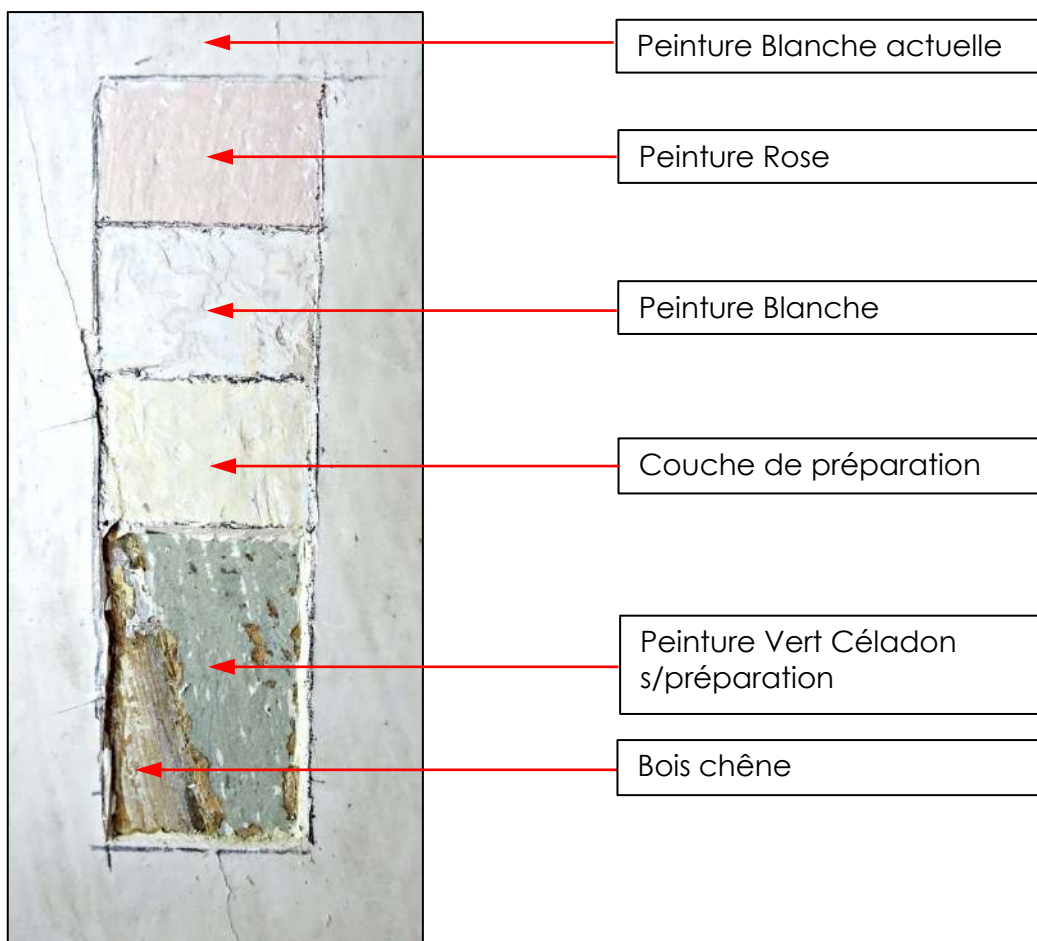 Peinture Blanche actuelle
Peinture Rose
Peinture Blanche
Couche de préparation
Peinture Vert Céladon
s/préparation
Bois chêne